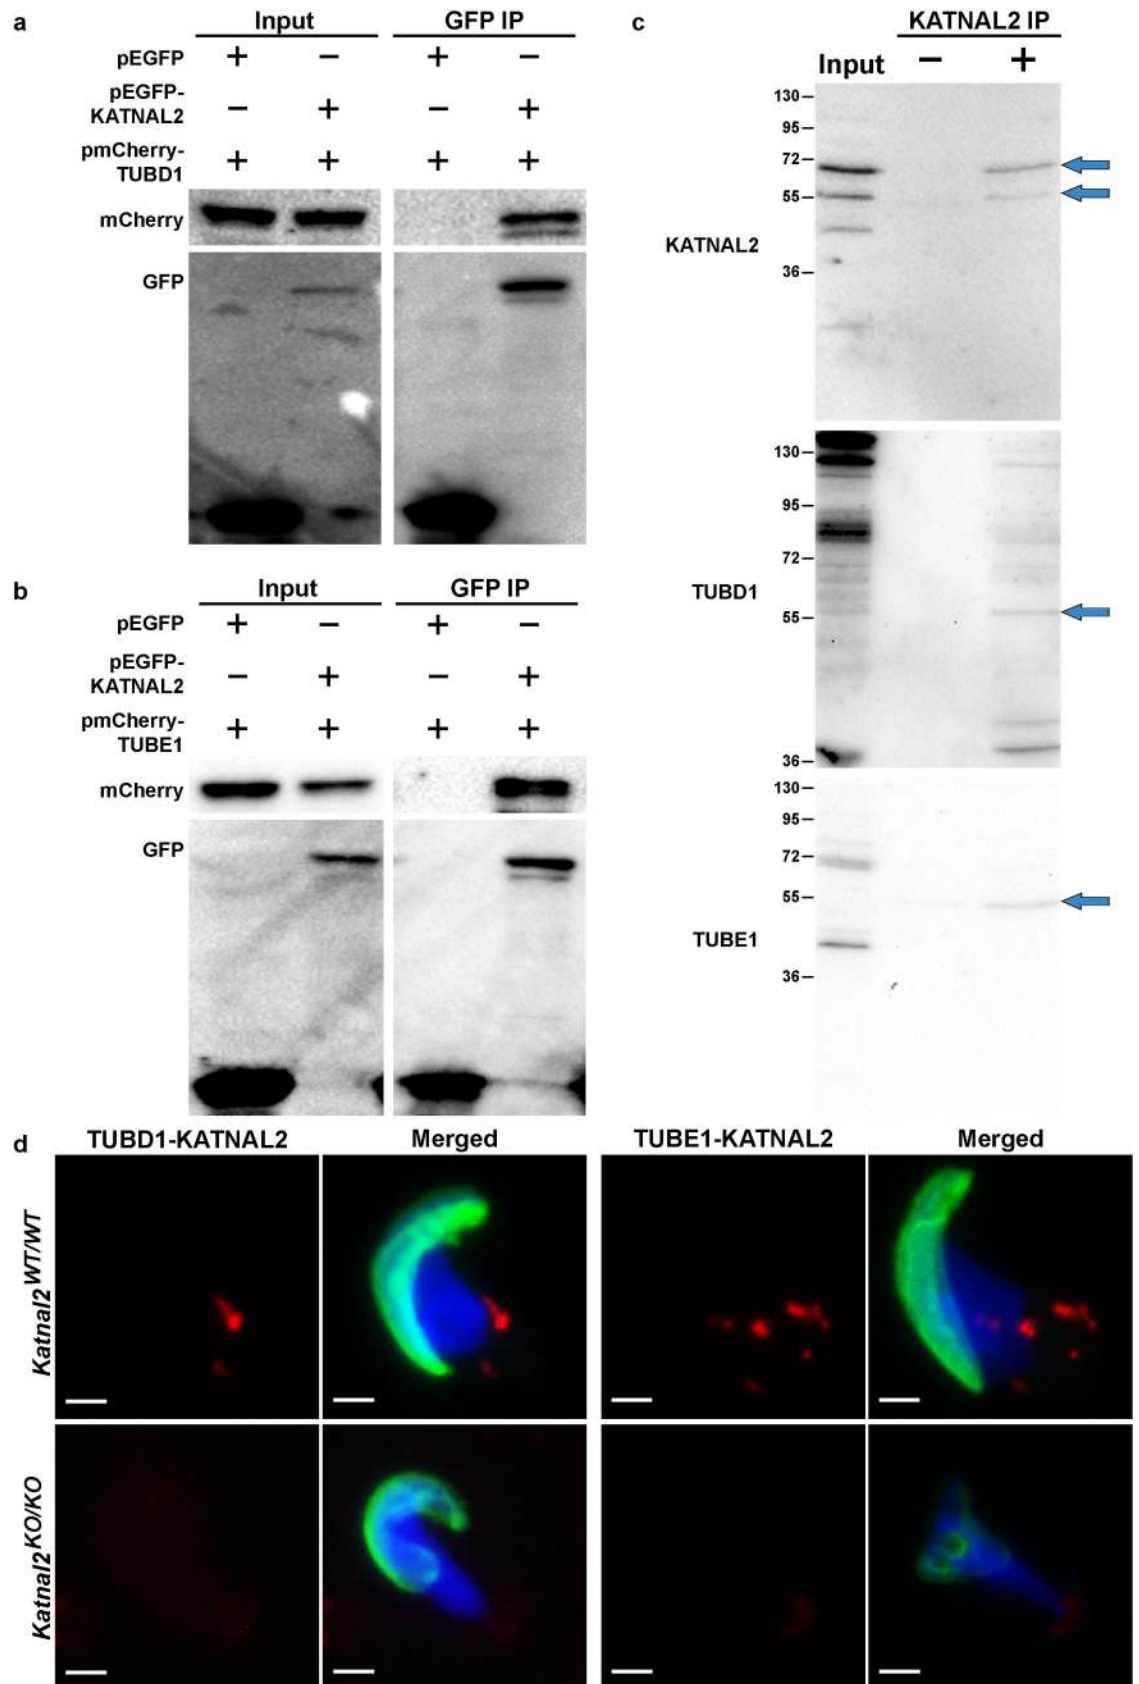 a
Input GFP IP
pEGFP + − + −
pEGFP-
KATNAL2 − + − +
pmCherry-
TUBD1 + + + +
mCherry
GFP
b
Input GFP IP
pEGFP + − + −
pEGFP-
KATNAL2 − + − +
pmCherry-
TUBE1 + + + +
mCherry
GFP
c
KATNAL2 IP
Input − +
130
95
72
55
KATNAL2
36
130
95
72
TUBD1
55
36
130
95
72
55
TUBE1
36
d
TUBD1-KATNAL2 Merged TUBE1-KATNAL2 Merged
Katnal2WT/WT
Katnal2KO/KO